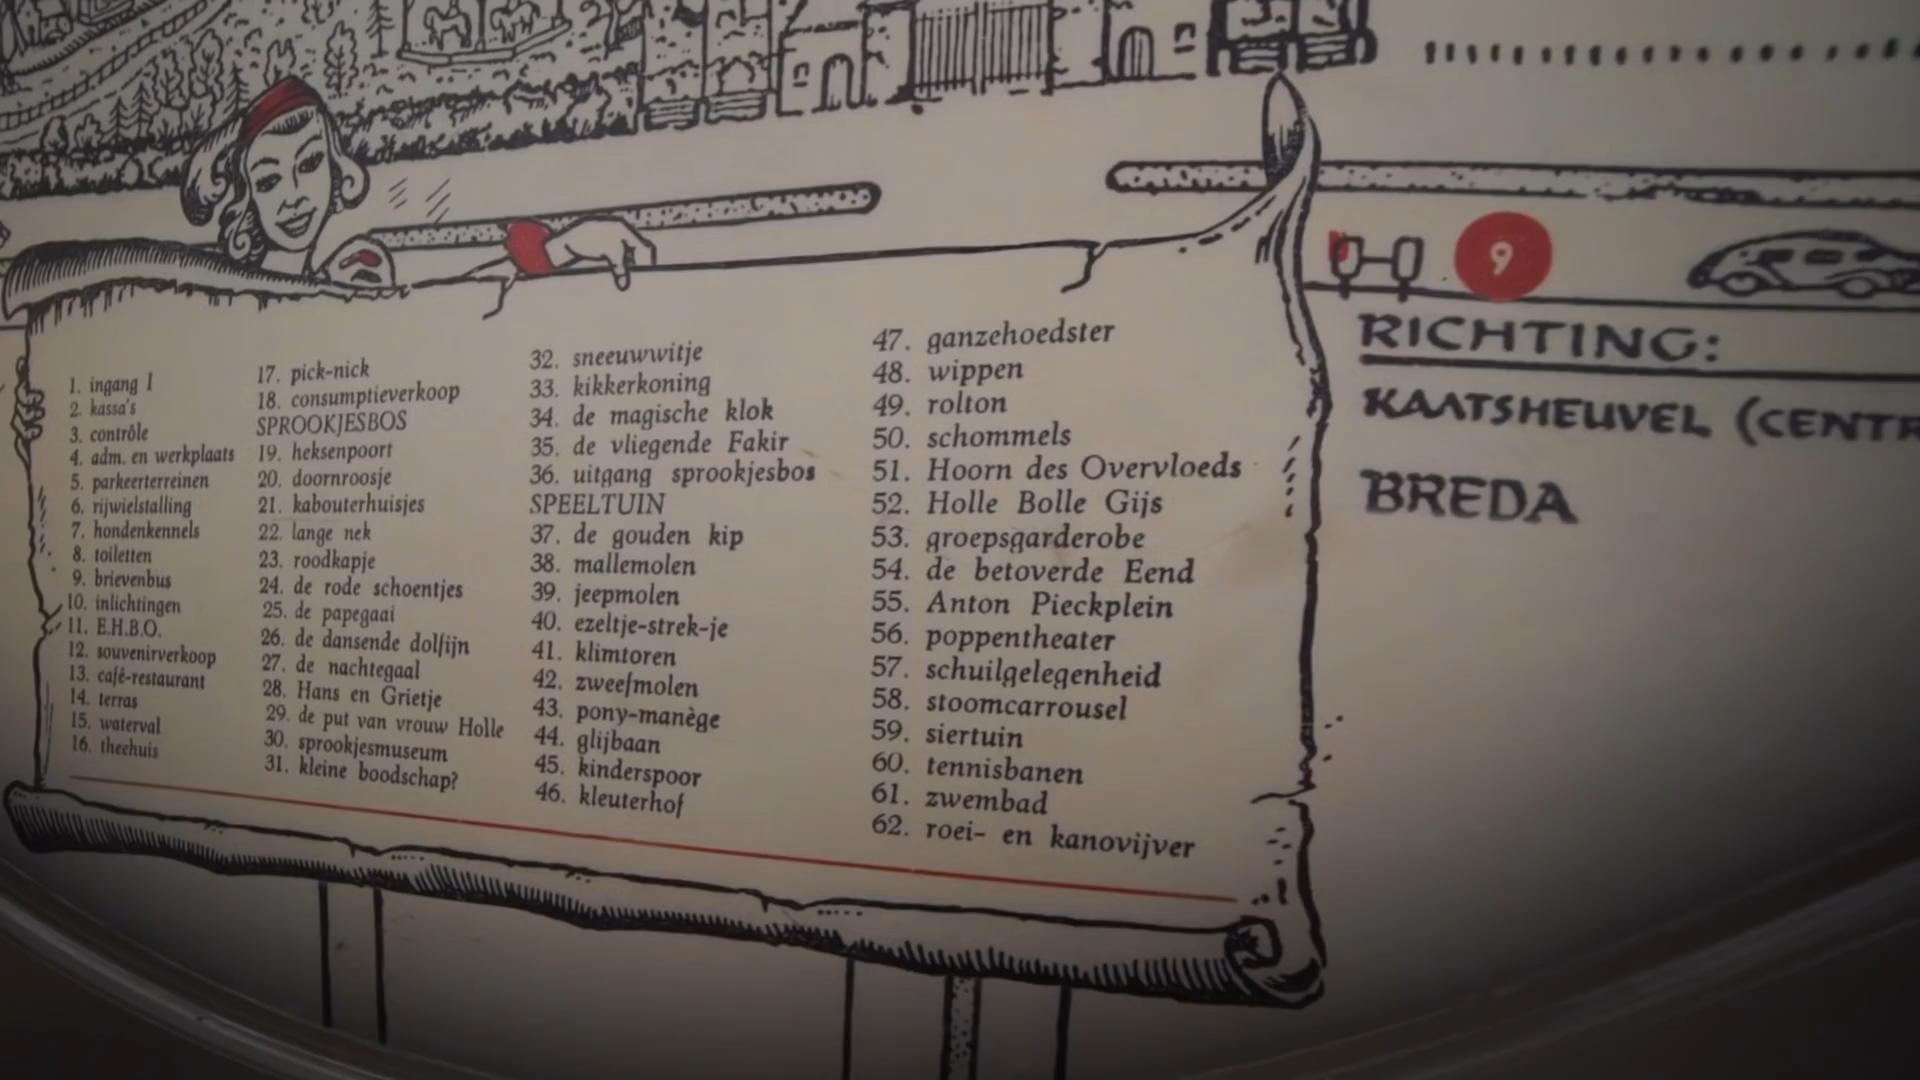 1. ingang I
2. kassa's
3. contrôle
4. adm. en werkplaats
5. parkeerterreinen
6. rijwielstalling
7. hondenkennels
8. toiletten
9. brievenbus
10. inlichtingen
11. E.H.B.O.
12. souvenirverkoop
13. café-restaurant
14. terras
15. waterval
16. theehuis
17. pick-nick
18. consumptieverkoop
SPROOKJESBOS
19. heksenpoort
20. doornroosje
21. kabouterhuisjes
22. lange nek
23. roodkapje
24. de rode schoentjes
25. de papegaai
26. de dansende dolfijn
27. de nachtegaal
28. Hans en Grietje
29. de put van vrouw Holle
30. sprookjesmuseum
31. kleine boodschap?
32. sneeuwwitje
33. kikkerkoning
34. de magische klok
35. de vliegende Fakir
36. uitgang sprookjesbos
SPEELTUIN
37. de gouden kip
38. mallemolen
39. jeepmolen
40. ezeltje-strek-je
41. klimtoren
42. zweefmolen
43. pony-manège
44. glijbaan
45. kinderspoor
46. kleuterhof
47. ganzehoedster
48. wippen
49. rolton
50. schommels
51. Hoorn des Overvloeds
52. Holle Bolle Gijs
53. groepsgarderobe
54. de betoverde Eend
55. Anton Pieckplein
56. poppentheater
57. schuilgelegenheid
58. stoomcarrousel
59. siertuin
60. tennisbanen
61. zwembad
62. roei- en kanovijver
9
RICHTING:
KAATSHEUVEL (CENTR
BREDA